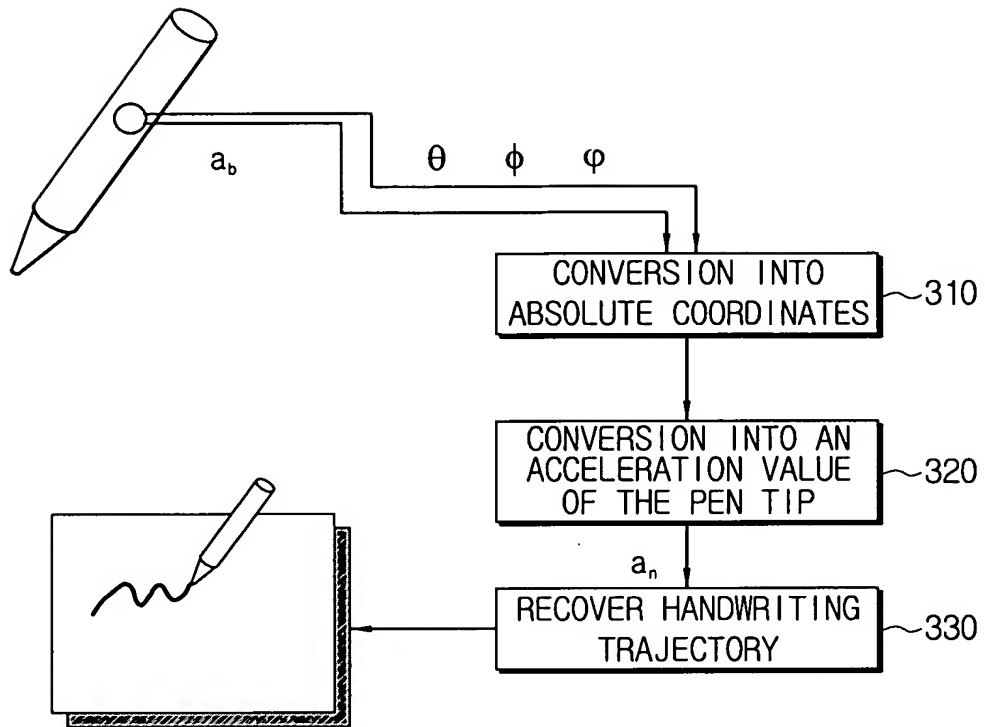 a_b
θ φ φ
CONVERSION INTO
ABSOLUTE COORDINATES
310
CONVERSION INTO AN
ACCELERATION VALUE
OF THE PEN TIP
320
a_n
RECOVER HANDWRITING
TRAJECTORY
330